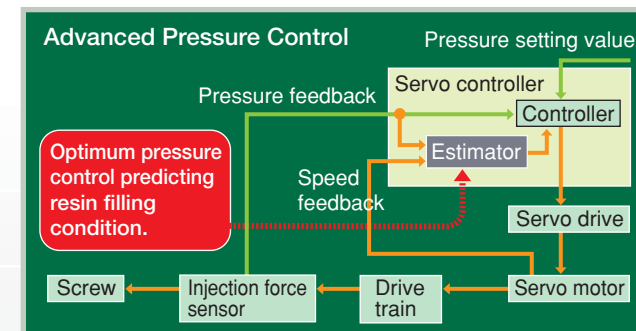 Advanced Pressure Control
Pressure setting value
Servo controller
Pressure feedback
Controller
Optimum pressure
control predicting
resin filling
condition.
Estimator
Speed
feedback
Servo drive
Screw
Injection force
sensor
Drive
train
Servo motor